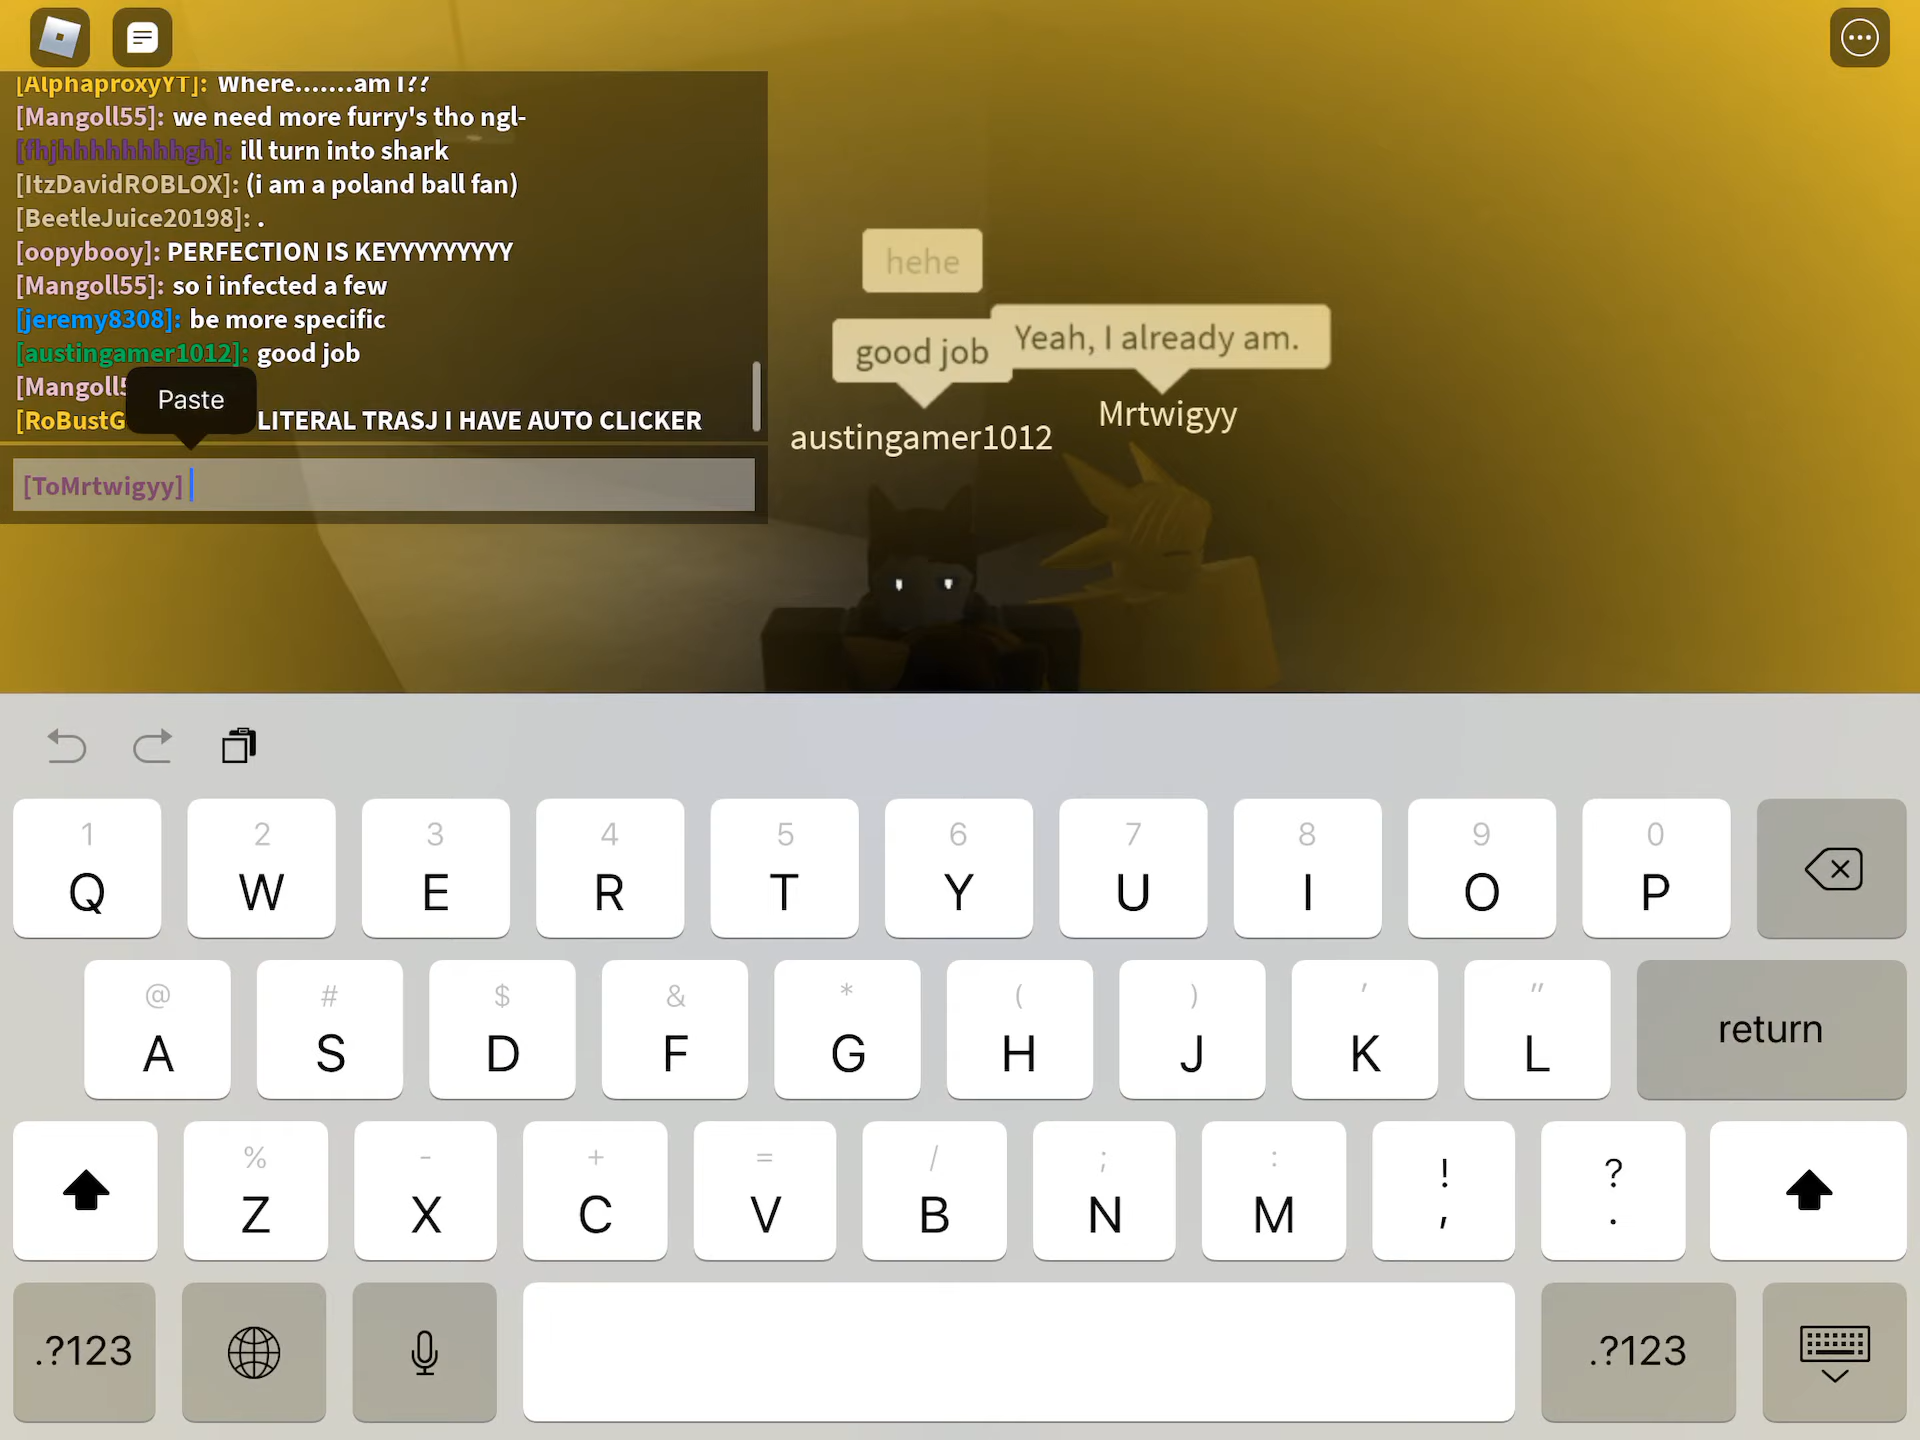 [AlphaproxyYT]: Where.......am I??
[Mangoll55]: we need more furry's tho ngl-
[fhjhhhhhhhhgh]: ill turn into shark
[ItzDavidROBLOX]: (i am a poland ball fan)
[BeetleJuice20198]: .
[oopybooy]: PERFECTION IS KEYYYYYYYYY
[Mangoll55]: so i infected a few
[jeremy8308]: be more specific
[austingamer1012]: good job
[Mangoll5
Paste
[RoBustG LITERAL TRASJ I HAVE AUTO CLICKER
[ToMrtwigyy]
hehe
good job
Yeah, I already am.
austingamer1012
Mrtwigyy
1 2 3 4 5 6 7 8 9 0
Q W E R T Y U I O P
@ # $ & * ( ) ' "
A S D F G H J K L return
% - + = / ; : ! ?
Z X C V B N M , .
.?123 .?123